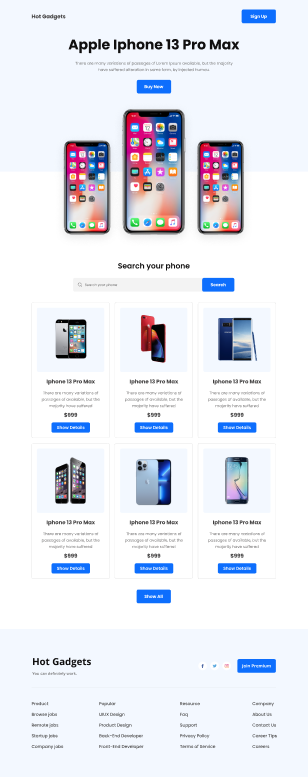 Hot Gadgets
Sign Up
Apple Iphone 13 Pro Max
There are many variations of passages of Lorem Ipsum available, but the majority
have suffered alteration in some form, by injected humour.
Buy Now
Search your phone
Search your phone
Search
Iphone 13 Pro Max
There are many variations of
passages of available, but the
majority have suffered
$999
Show Details
Iphone 13 Pro Max
There are many variations of
passages of available, but the
majority have suffered
$999
Show Details
Iphone 13 Pro Max
There are many variations of
passages of available, but the
majority have suffered
$999
Show Details
Iphone 13 Pro Max
There are many variations of
passages of available, but the
majority have suffered
$999
Show Details
Iphone 13 Pro Max
There are many variations of
passages of available, but the
majority have suffered
$999
Show Details
Iphone 13 Pro Max
There are many variations of
passages of available, but the
majority have suffered
$999
Show Details
Show All
Hot Gadgets
You can definitely work.
Join Premium
Product
Browse jobs
Remote jobs
Startup jobs
Company jobs
Popular
UI/UX Design
Product Design
Back-End Developer
Front-End Developer
Resource
Faq
Support
Privacy Policy
Terms of Service
Company
About Us
Contact Us
Career Tips
Careers